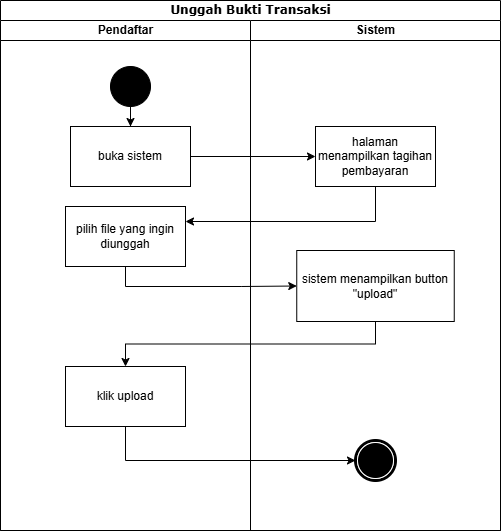 Unggah Bukti Transaksi
Pendaftar
Sistem
buka sistem
halaman
menampilkan tagihan
pembayaran
pilih file yang ingin
diunggah
sistem menampilkan button
"upload"
klik upload